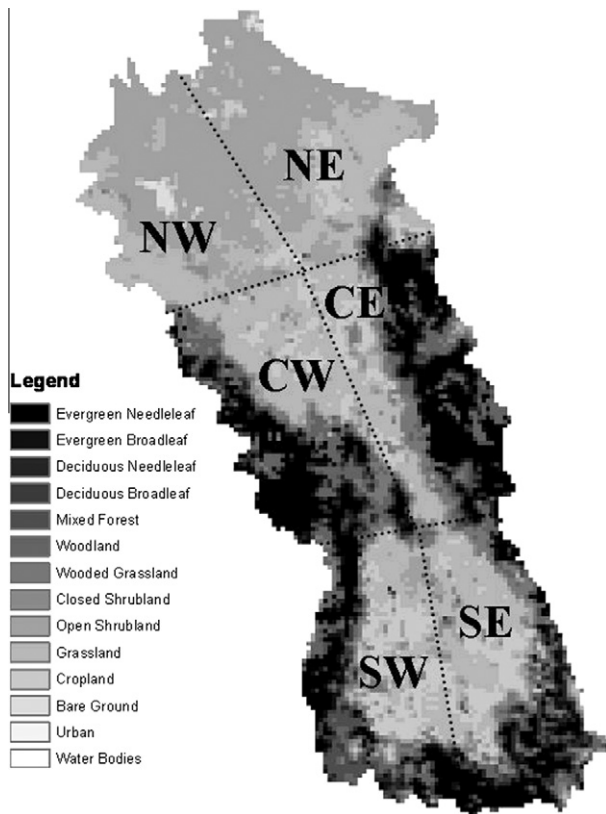 NE
NW
CE
CW
SE
SW
Legend
Evergreen Needleleaf
Evergreen Broadleaf
Deciduous Needleleaf
Deciduous Broadleaf
Mixed Forest
Woodland
Wooded Grassland
Closed Shrubland
Open Shrubland
Grassland
Cropland
Bare Ground
Urban
Water Bodies